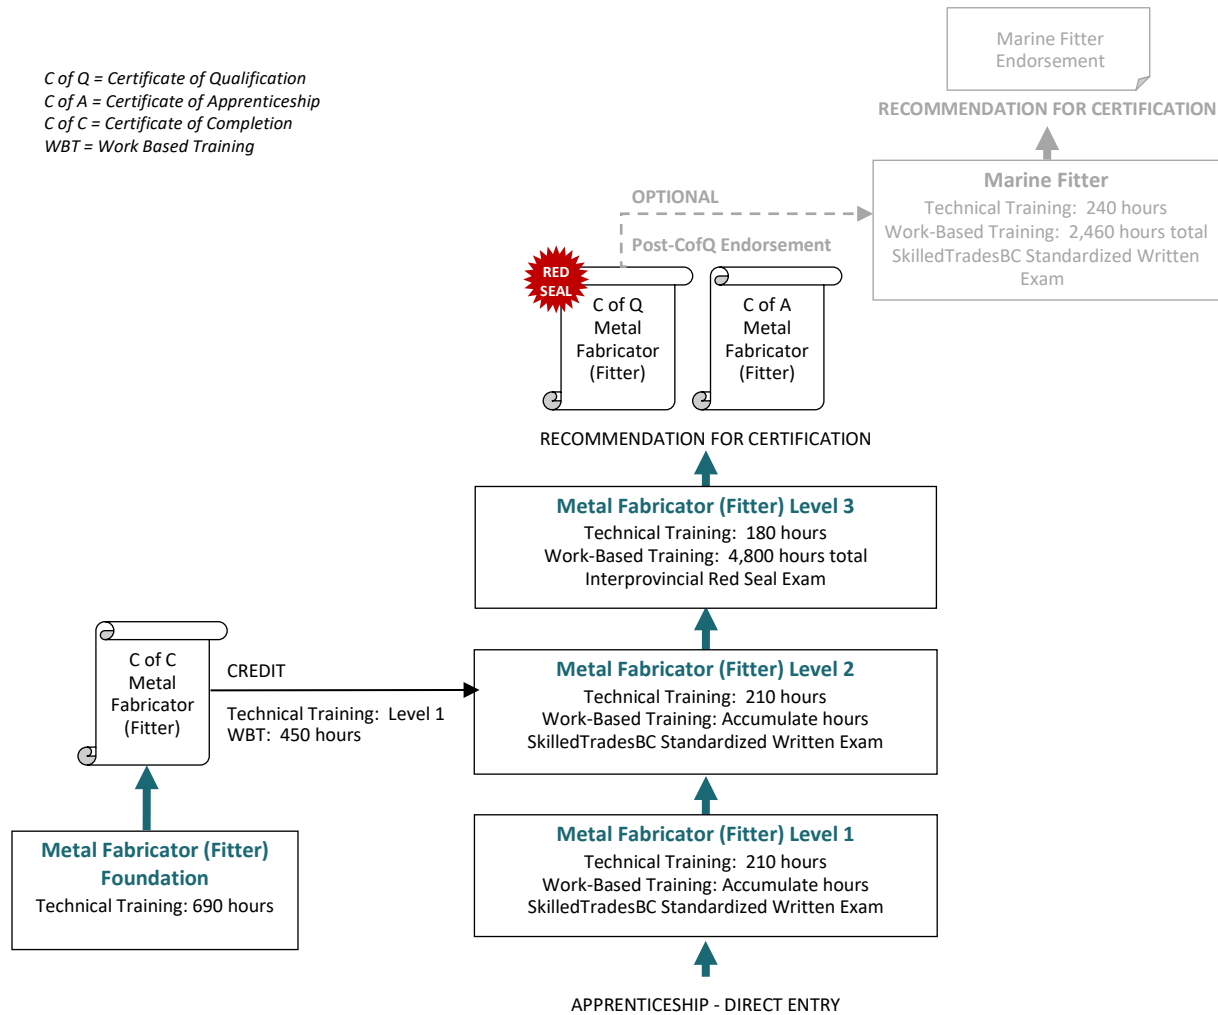 C of Q = Certificate of Qualification
C of A = Certificate of Apprenticeship
C of C = Certificate of Completion
WBT = Work Based Training
Marine Fitter
Endorsement
RECOMMENDATION FOR CERTIFICATION
Marine Fitter
Technical Training: 240 hours
Work-Based Training: 2,460 hours total
SkilledTradesBC Standardized Written
Exam
OPTIONAL
Post-CofQ Endorsement
RED
SEAL
C of Q
Metal
Fabricator
(Fitter)
C of A
Metal
Fabricator
(Fitter)
RECOMMENDATION FOR CERTIFICATION
Metal Fabricator (Fitter) Level 3
Technical Training: 180 hours
Work-Based Training: 4,800 hours total
Interprovincial Red Seal Exam
C of C
Metal
Fabricator
(Fitter)
CREDIT
Technical Training: Level 1
WBT: 450 hours
Metal Fabricator (Fitter) Level 2
Technical Training: 210 hours
Work-Based Training: Accumulate hours
SkilledTradesBC Standardized Written Exam
Metal Fabricator (Fitter)
Foundation
Technical Training: 690 hours
Metal Fabricator (Fitter) Level 1
Technical Training: 210 hours
Work-Based Training: Accumulate hours
SkilledTradesBC Standardized Written Exam
APPRENTICESHIP - DIRECT ENTRY